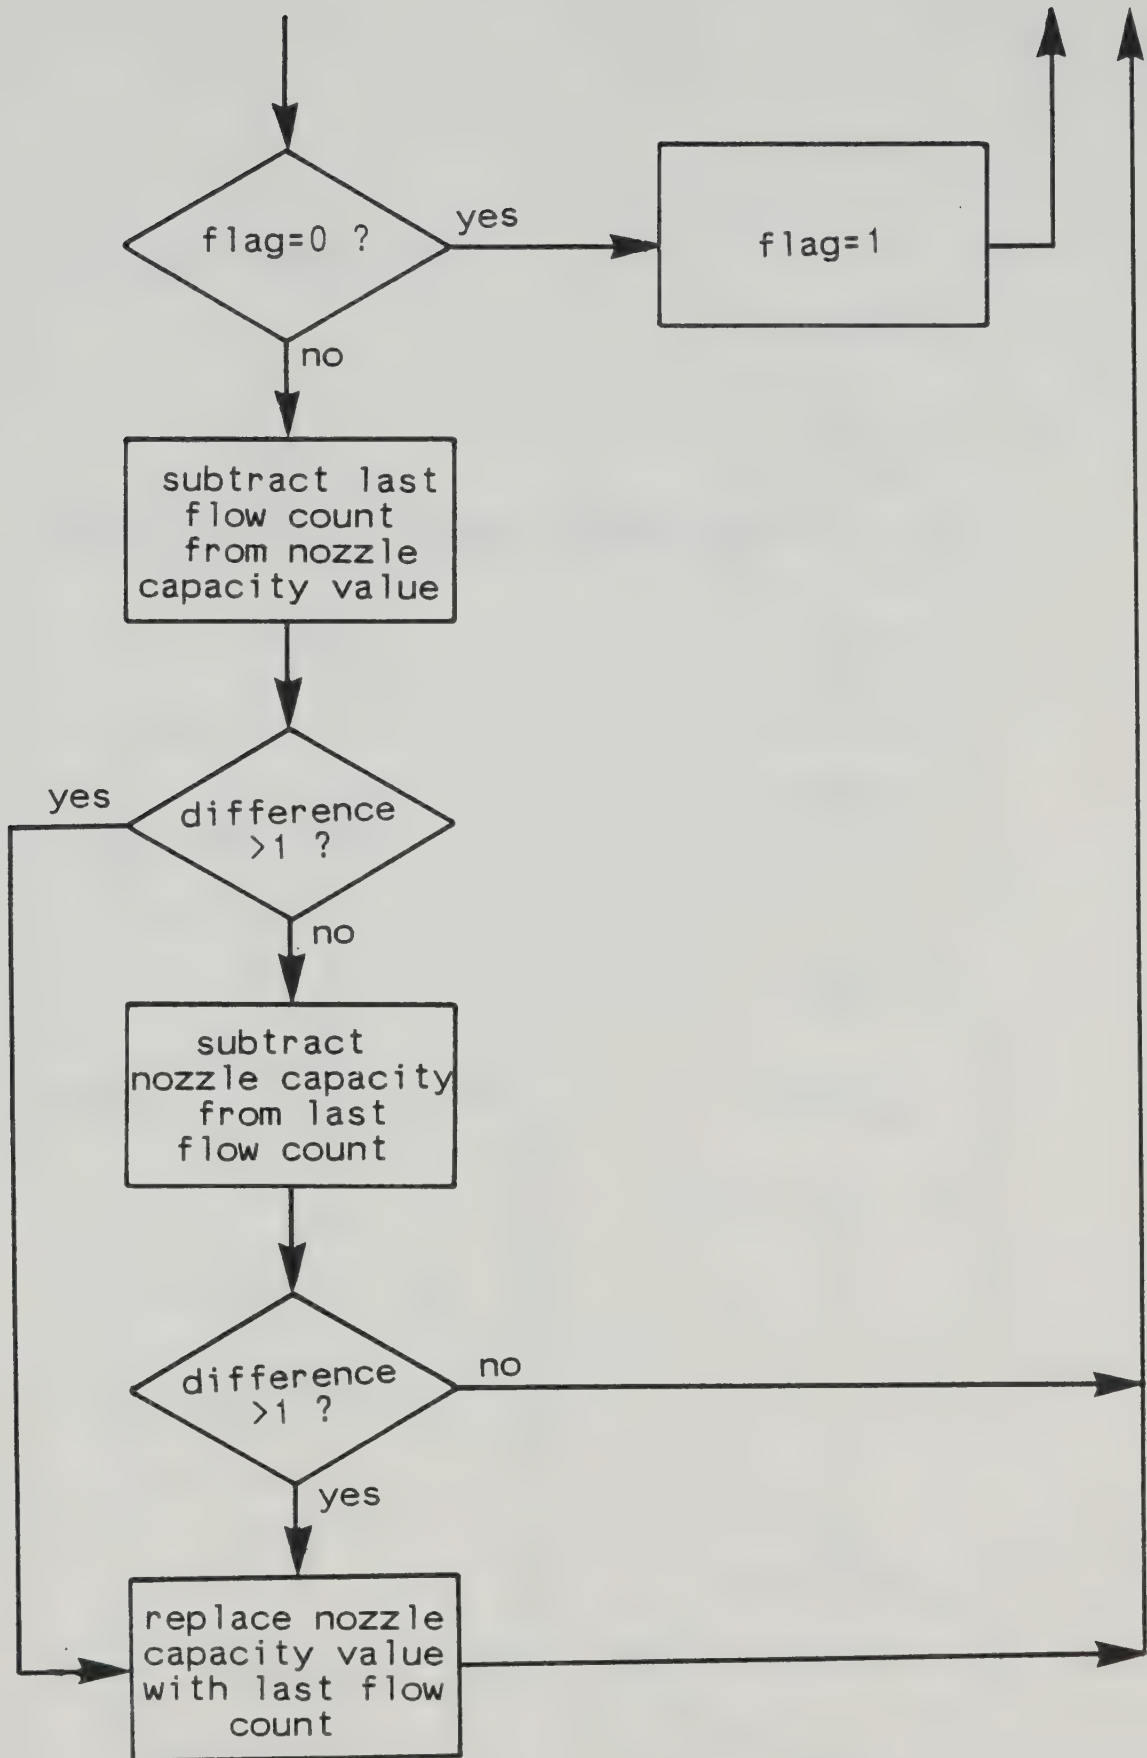 flag=0 ?
yes
flag=1
no
subtract last
flow count
from nozzle
capacity value
yes
difference
>1 ?
no
subtract
nozzle capacity
from last
flow count
difference
>1 ?
no
yes
replace nozzle
capacity value
with last flow
count